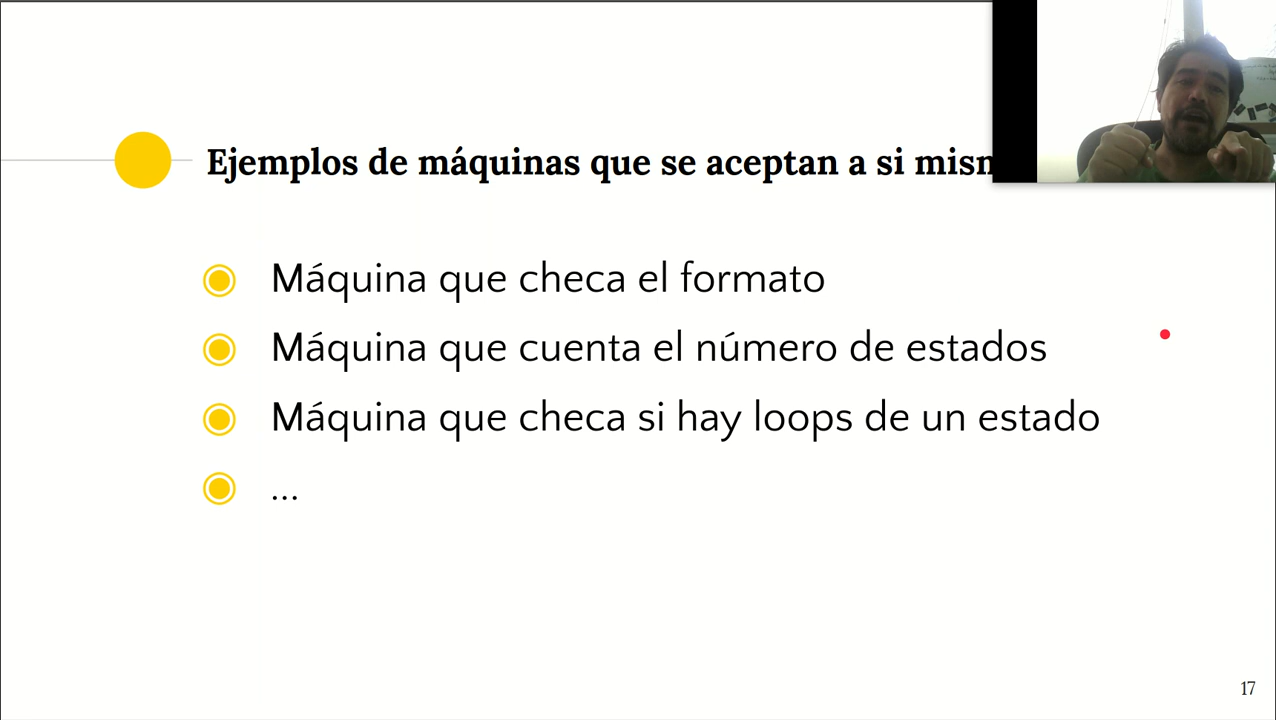 Ejemplos de máquinas que se aceptan a si
Máquina que checa el formato
Máquina que cuenta el número de estados
Máquina que checa si hay loops de un estado
...
17